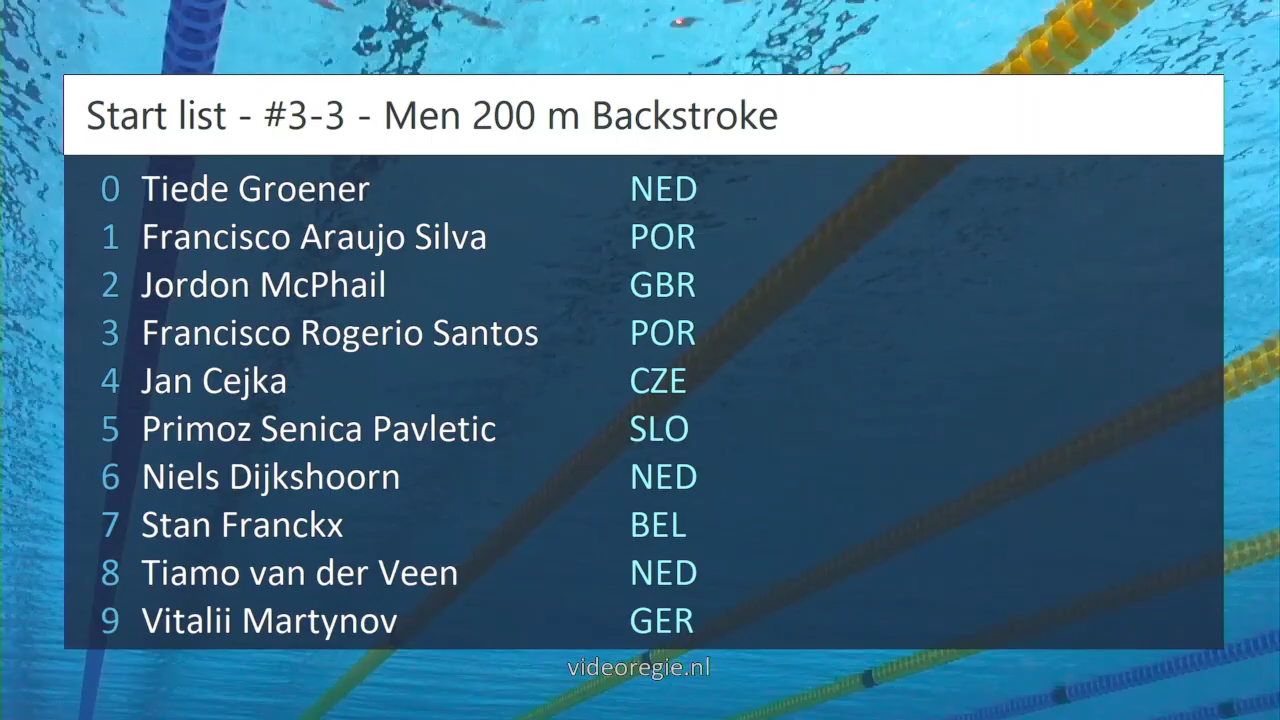 Start list - #3-3 - Men 200 m Backstroke
0 Tiede Groener NED
1 Francisco Araujo Silva POR
2 Jordon McPhail GBR
3 Francisco Rogerio Santos POR
4 Jan Cejka CZE
5 Primoz Senica Pavletic SLO
6 Niels Dijkshoorn NED
7 Stan Franckx BEL
8 Tiamo van der Veen NED
9 Vitalii Martynov GER
videoregie.nl